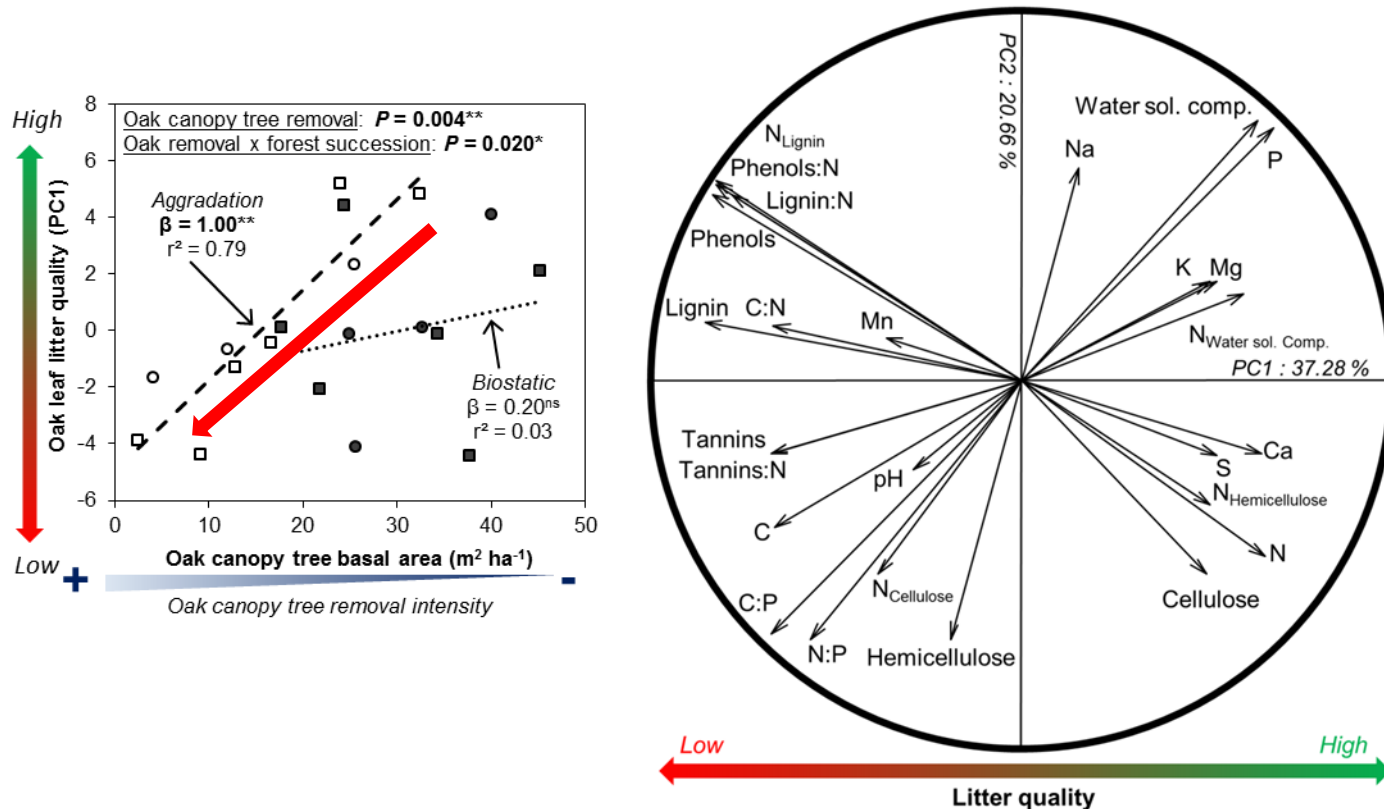 High
Low
Oak leaf litter quality (PC1)
8
6
4
2
0
-2
-4
-6
Oak canopy tree removal: P = 0.004**
Oak removal x forest succession: P = 0.020*
Aggradation
β = 1.00**
r² = 0.79
Biostatic
β = 0.20ns
r² = 0.03
0 10 20 30 40 50
Oak canopy tree basal area (m² ha⁻¹)
+ -
Oak canopy tree removal intensity
PC2 : 20.66 %
Water sol. comp.
P
Na
NLignin
Phenols:N
Lignin:N
Phenols
K Mg
Lignin C:N
Mn
NWater sol. Comp.
PC1 : 37.28 %
Tannins
Tannins:N
pH
S
Ca
NHemicellulose
C
N
NCellulose
Cellulose
C:P
N:P
Hemicellulose
Low High
Litter quality